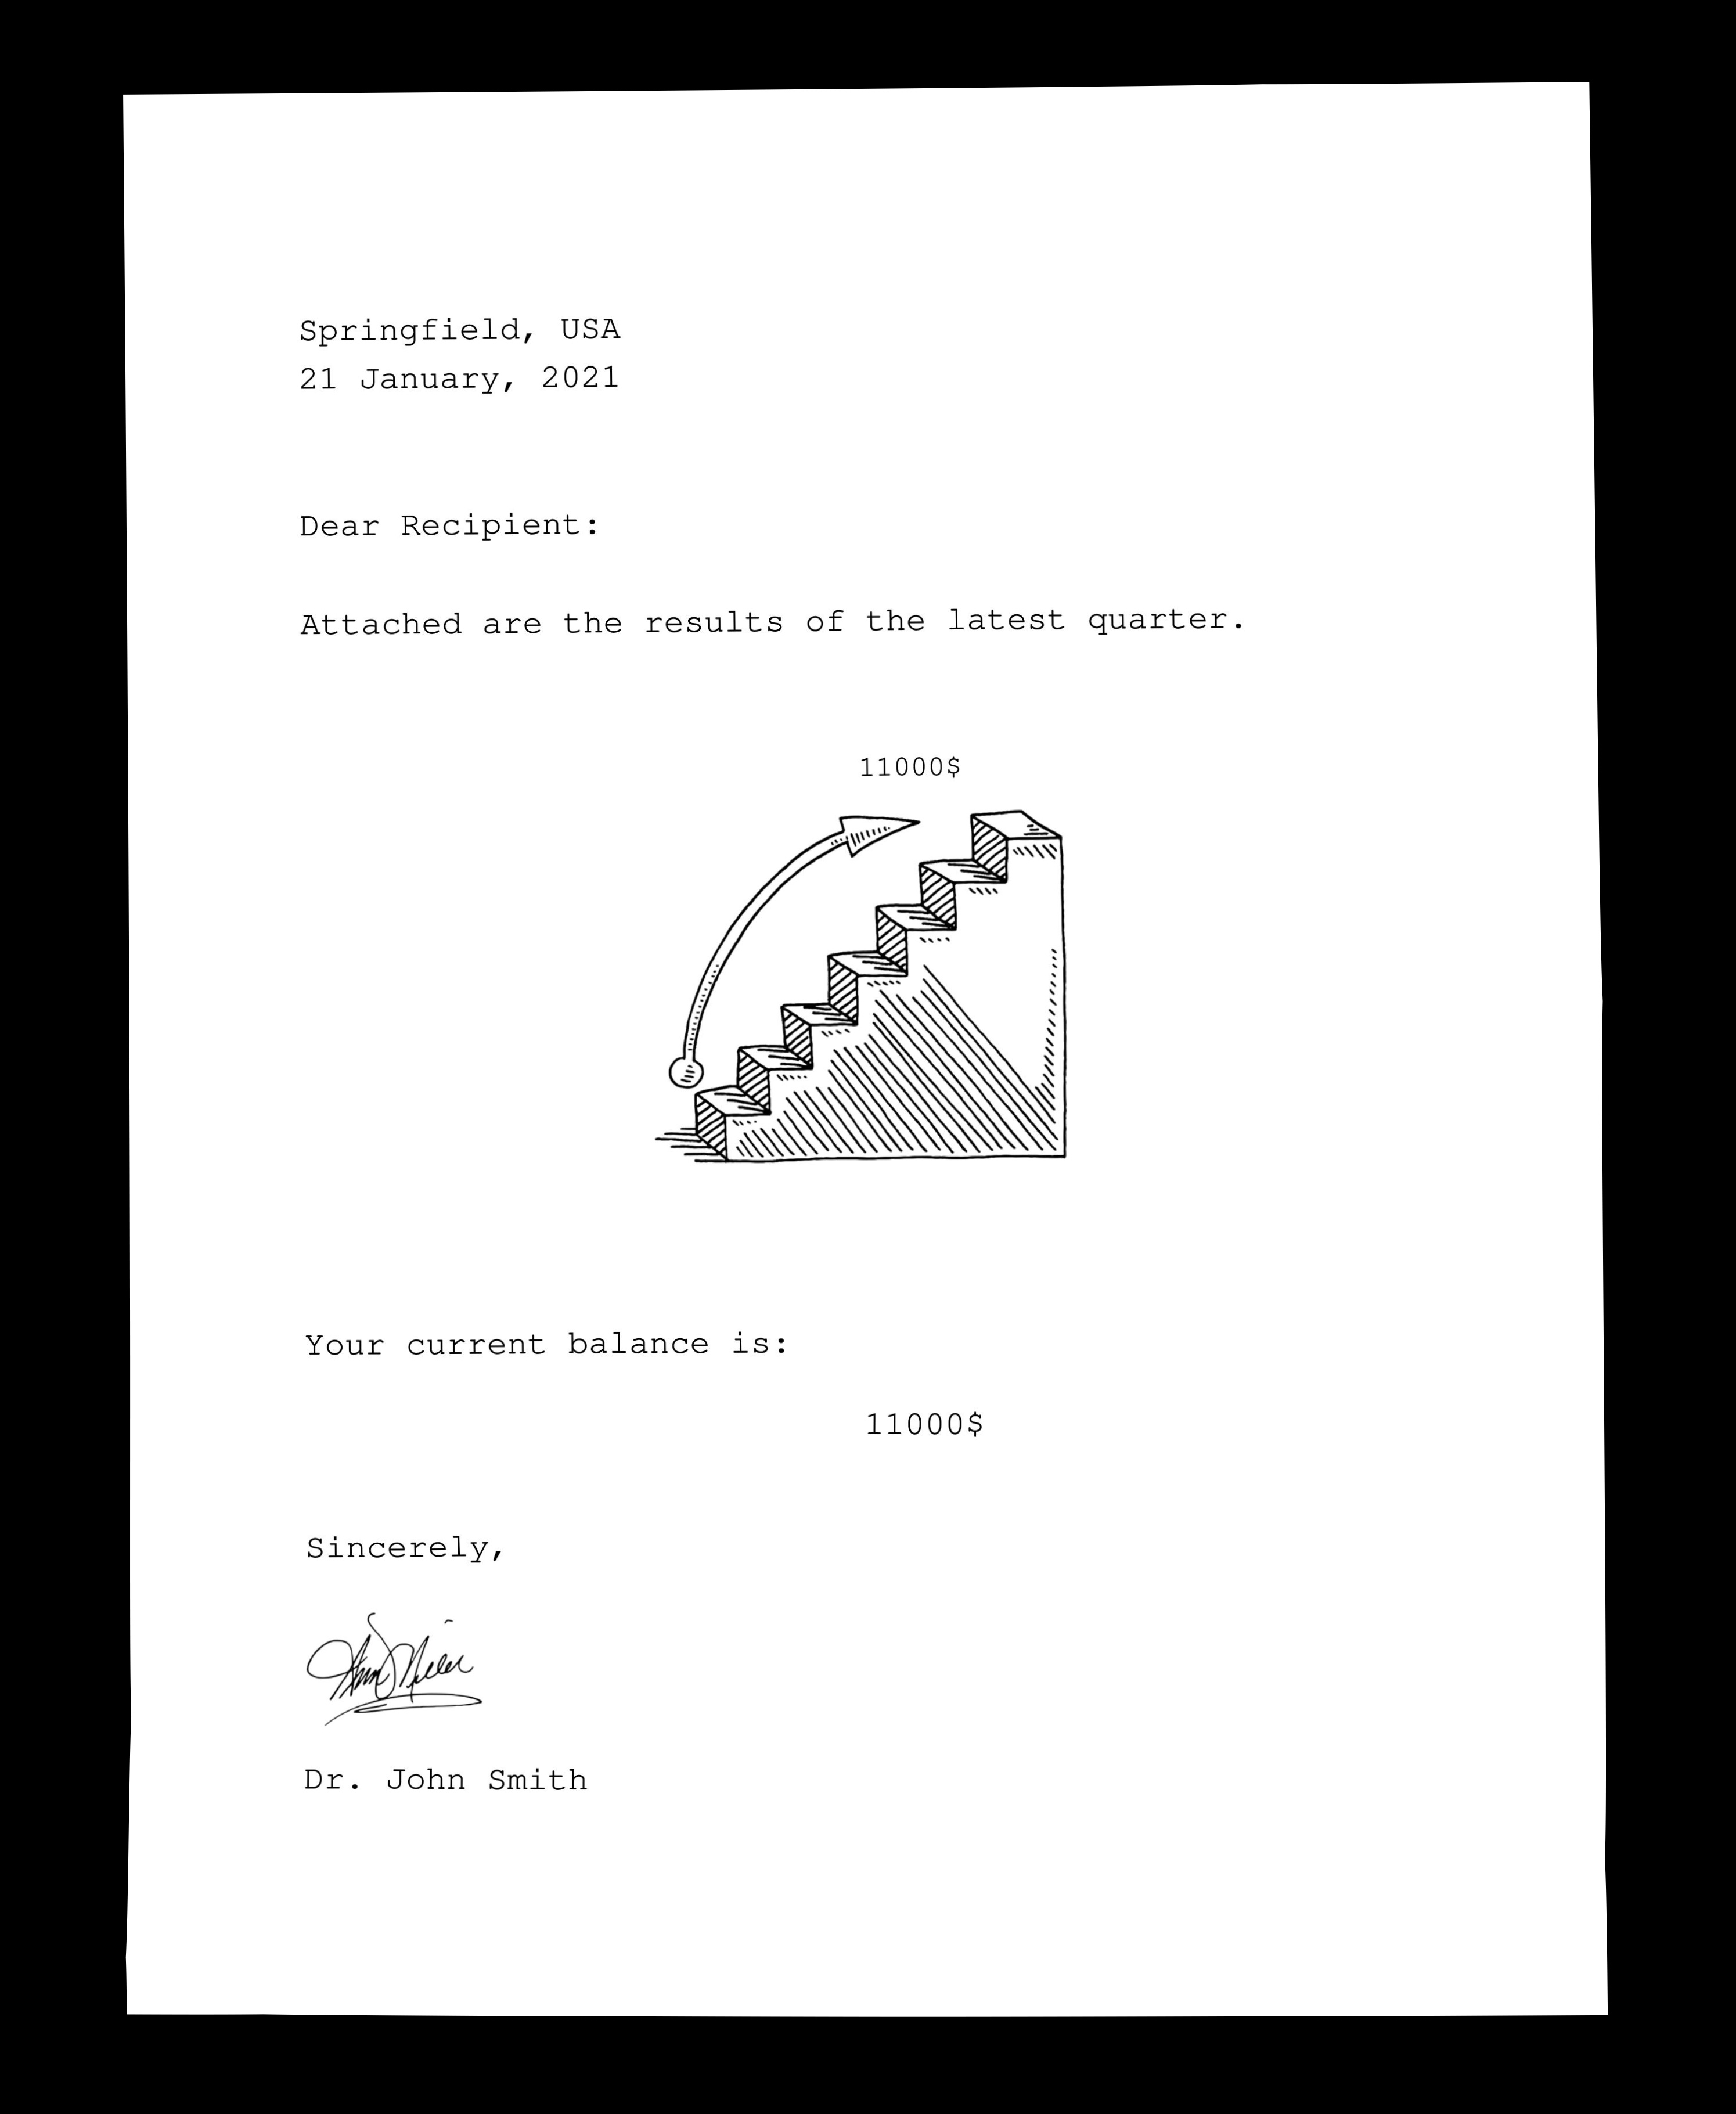 Springfield, USA
21 January, 2021
Dear Recipient:
Attached are the results of the latest quarter.
11000$
Your current balance is:
11000$
Sincerely,
Dr. John Smith